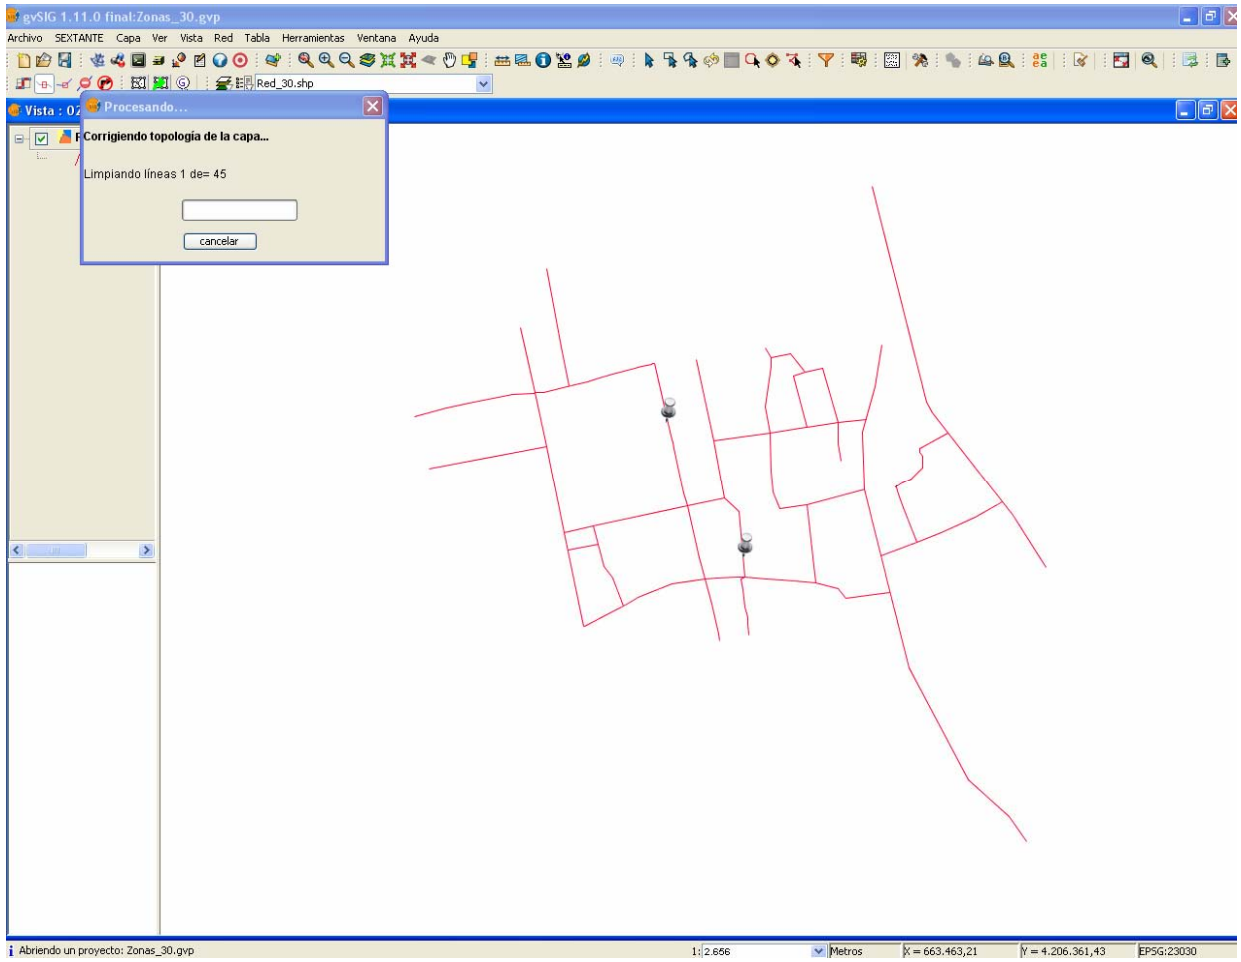 gvSIG 1.11.0 final:Zonas_30.gvp
Archivo SEXTANTE Capa Ver Vista Red Tabla Herramientas Ventana Ayuda
Red_30.shp
Vista : 02
Procesando...
Corrigiendo topología de la capa...
Limpiando líneas 1 de= 45
cancelar
Abriendo un proyecto: Zonas_30.gvp
1: 2.656
Metros
X = 663.463,21
Y = 4.206.361,43
EPSG:23030